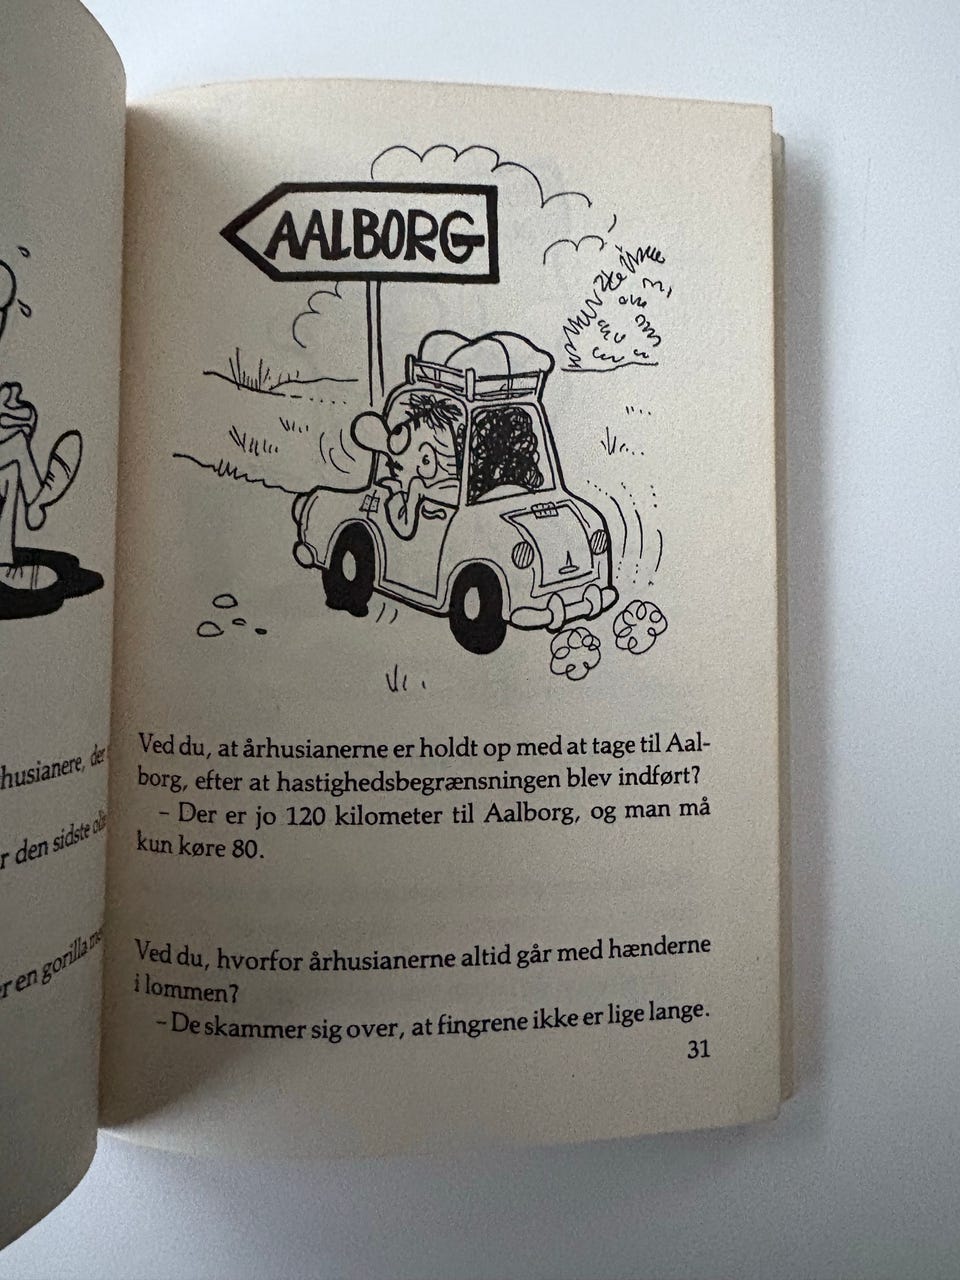 husianere, der
r den sidste
r en gorilla
AALBORG
Ved du, at århusianerne er holdt op med at tage til Aal-
borg, efter at hastighedsbegrænsningen blev indført?
– Der er jo 120 kilometer til Aalborg, og man må
kun køre 80.
Ved du, hvorfor århusianerne altid går med hænderne
i lommen?
– De skammer sig over, at fingrene ikke er lige lange.
31